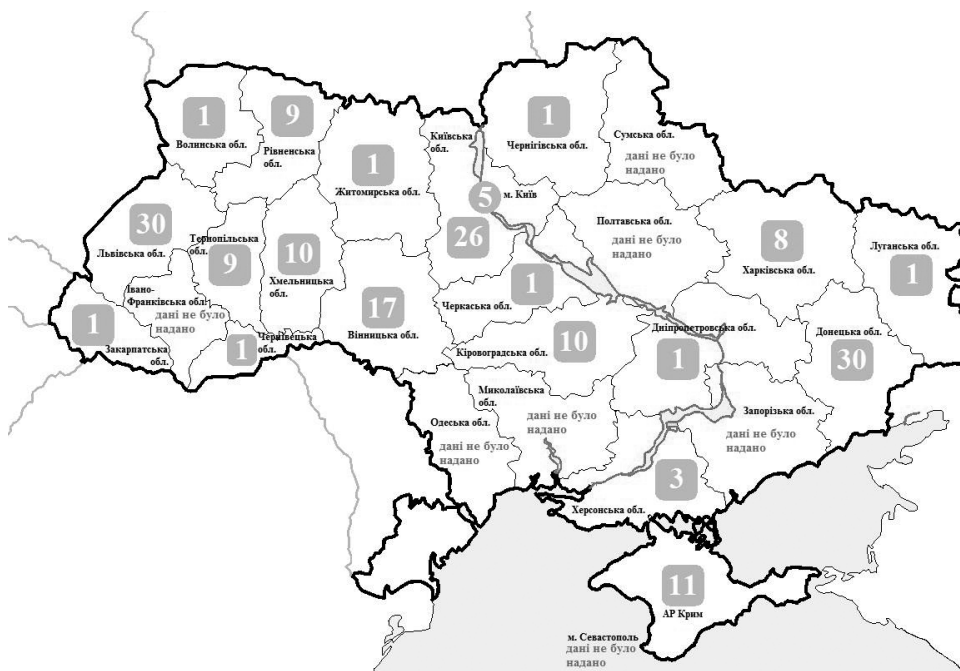 1
Волинська обл.
9
Рівненська
обл.
1
Житомирська обл.
Київська
обл.
26
5
м. Київ
1
Чернігівська обл.
Сумська обл.
дані не було
надано
30
Львівська обл.
Тернопільська
обл.
9
10
Хмельницька
обл.
Полтавська обл.
дані не було
надано
8
Харківська обл.
Луганська обл.
1
Івано-
Франківська обл.
дані не було
надано
1
Закарпатська
обл.
1
Чернівецька
обл.
17
Вінницька обл.
1
Черкаська обл.
10
Кіровоградська обл.
Дніпропетровська обл.
1
Донецька обл.
30
Одеська обл.
дані не було
надано
Миколаївська
обл.
дані не було
надано
Запорізька обл.
дані не було
надано
3
Херсонська обл.
11
АР Крим
м. Севастополь
дані не було
надано